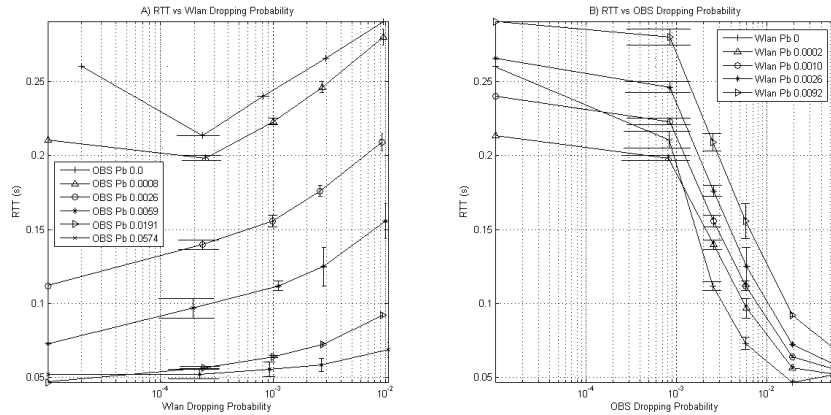 A) RTT vs Wlan Dropping Probability
0.25
0.2
0.15
0.1
0.05
RTT (s)
OBS Pb 0.0
OBS Pb 0.0008
OBS Pb 0.0026
OBS Pb 0.0059
OBS Pb 0.0191
OBS Pb 0.0574
10^-4
10^-3
10^-2
Wlan Dropping Probability
B) RTT vs OBS Dropping Probability
0.25
0.2
0.15
0.1
0.05
RTT (s)
Wlan Pb 0
Wlan Pb 0.0002
Wlan Pb 0.0010
Wlan Pb 0.0026
Wlan Pb 0.0092
10^-4
10^-3
10^-2
OBS Dropping Probability